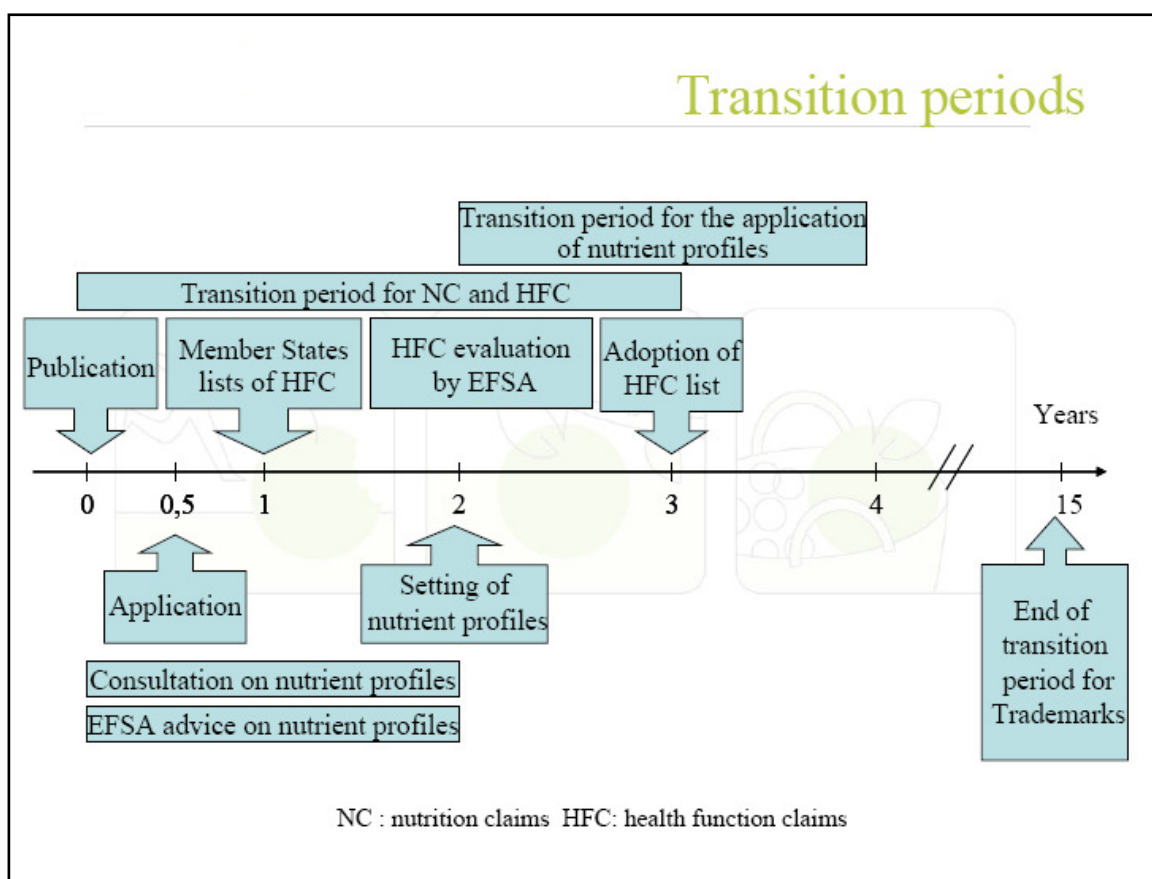 Transition periods
Transition period for the application
of nutrient profiles
Transition period for NC and HFC
Publication
Member States
lists of HFC
HFC evaluation
by EFSA
Adoption of
HFC list
Years
0
0,5
1
2
3
4
15
Application
Setting of
nutrient profiles
End of
transition
period for
Trademarks
Consultation on nutrient profiles
EFSA advice on nutrient profiles
NC : nutrition claims HFC: health function claims